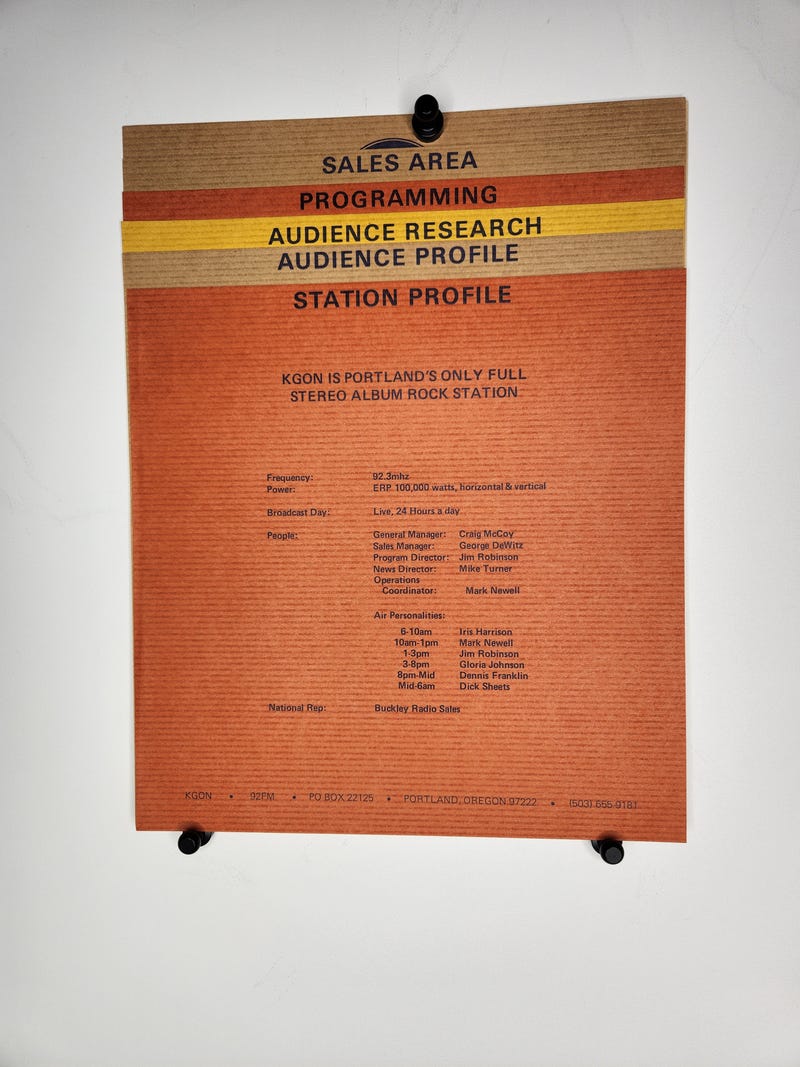 SALES AREA
PROGRAMMING
AUDIENCE RESEARCH
AUDIENCE PROFILE
STATION PROFILE
KGON IS PORTLAND'S ONLY FULL
STEREO ALBUM ROCK STATION
Frequency: 92.3mhz
Power: ERP 100,000 watts, horizontal & vertical
Broadcast Day: Live, 24 Hours a day
People: General Manager: Craig McCoy
Sales Manager: George DeWitz
Program Director: Jim Robinson
News Director: Mike Turner
Operations
Coordinator: Mark Newell
Air Personalities:
6-10am Iris Harrison
10am-1pm Mark Newell
1-3pm Jim Robinson
3-8pm Gloria Johnson
8pm-Mid Dennis Franklin
Mid-6am Dick Sheets
National Rep: Buckley Radio Sales
KGON • 92FM • PO BOX 22125 • PORTLAND, OREGON 97222 • (503) 655-9181